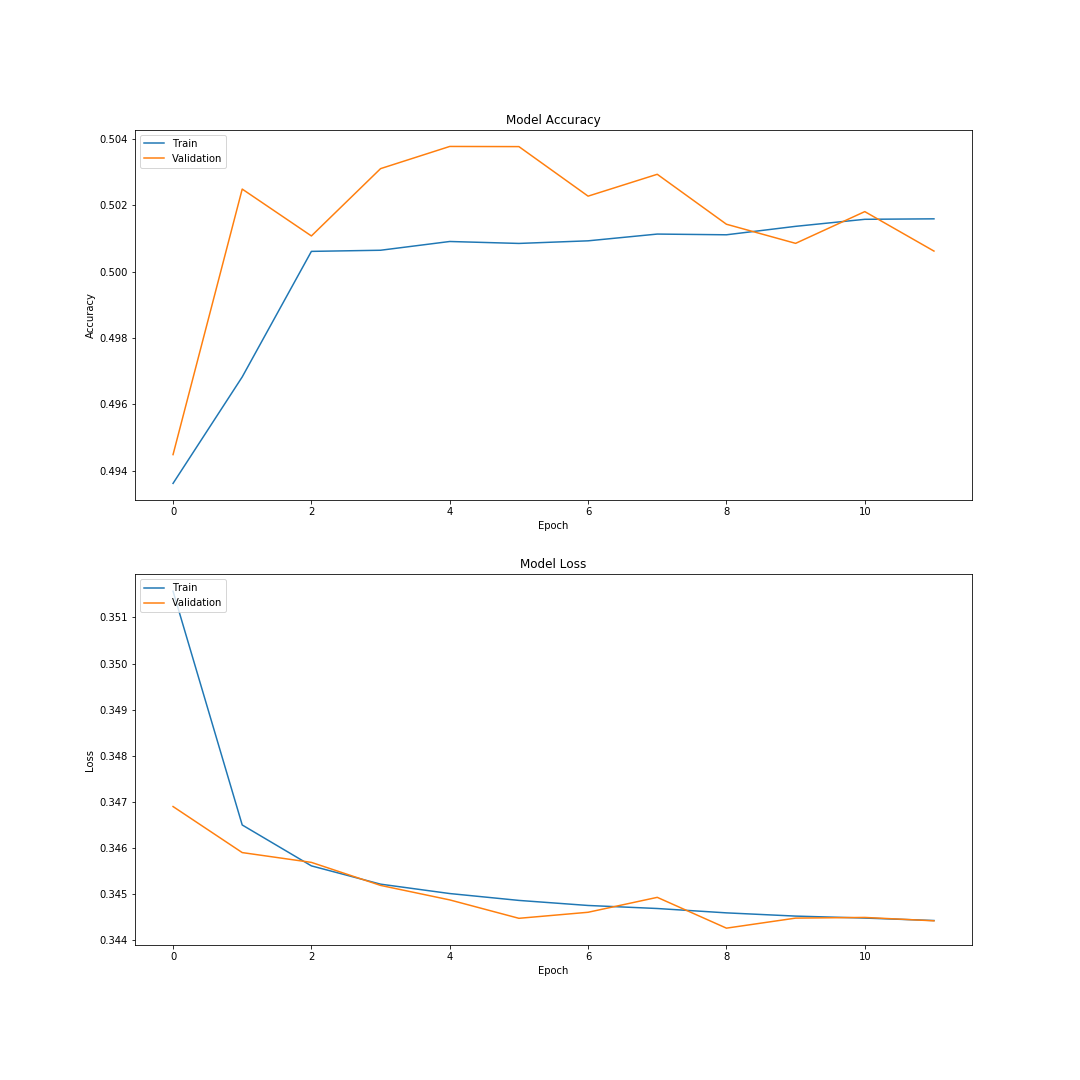 Model Accuracy
Train
Validation
0.504
0.502
0.500
0.498
0.496
0.494
Accuracy
0 2 4 6 8 10
Epoch
Model Loss
Train
Validation
0.351
0.350
0.349
0.348
0.347
0.346
0.345
0.344
Loss
0 2 4 6 8 10
Epoch